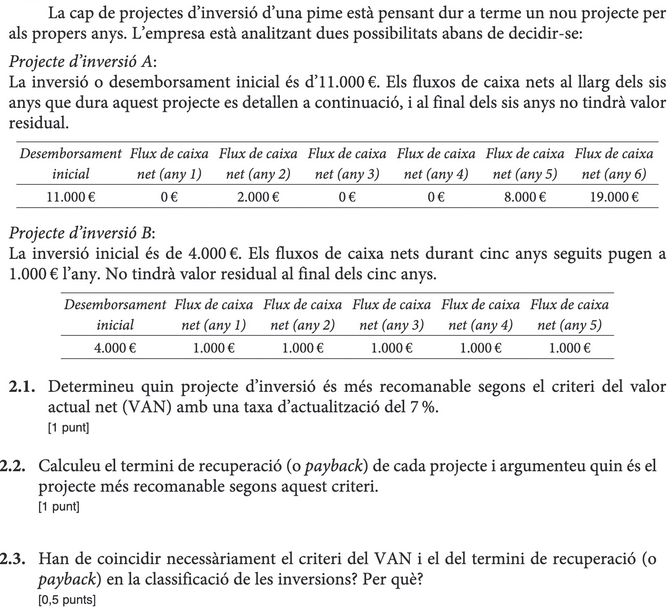 La cap de projectes d'inversió d'una pime està pensant dur a terme un nou projecte per
als propers anys. L'empresa està analitzant dues possibilitats abans de decidir-se:
Projecte d'inversió A:
La inversió o desemborsament inicial és d'11.000 €. Els fluxos de caixa nets al llarg dels sis
anys que dura aquest projecte es detallen a continuació, i al final dels sis anys no tindrà valor
residual.
Desemborsament Flux de caixa Flux de caixa Flux de caixa Flux de caixa Flux de caixa Flux de caixa
inicial net (any 1) net (any 2) net (any 3) net (any 4) net (any 5) net (any 6)
11.000 € 0 € 2.000 € 0 € 0 € 8.000 € 19.000 €
Projecte d'inversió B:
La inversió inicial és de 4.000 €. Els fluxos de caixa nets durant cinc anys seguits pugen a
1.000 € l'any. No tindrà valor residual al final dels cinc anys.
Desemborsament Flux de caixa Flux de caixa Flux de caixa Flux de caixa Flux de caixa
inicial net (any 1) net (any 2) net (any 3) net (any 4) net (any 5)
4.000 € 1.000 € 1.000 € 1.000 € 1.000 € 1.000 €
2.1. Determineu quin projecte d'inversió és més recomanable segons el criteri del valor
actual net (VAN) amb una taxa d'actualització del 7 %.
[1 punt]
2.2. Calculeu el termini de recuperació (o payback) de cada projecte i argumenteu quin és el
projecte més recomanable segons aquest criteri.
[1 punt]
2.3. Han de coincidir necessàriament el criteri del VAN i el del termini de recuperació (o
payback) en la classificació de les inversions? Per què?
[0,5 punts]